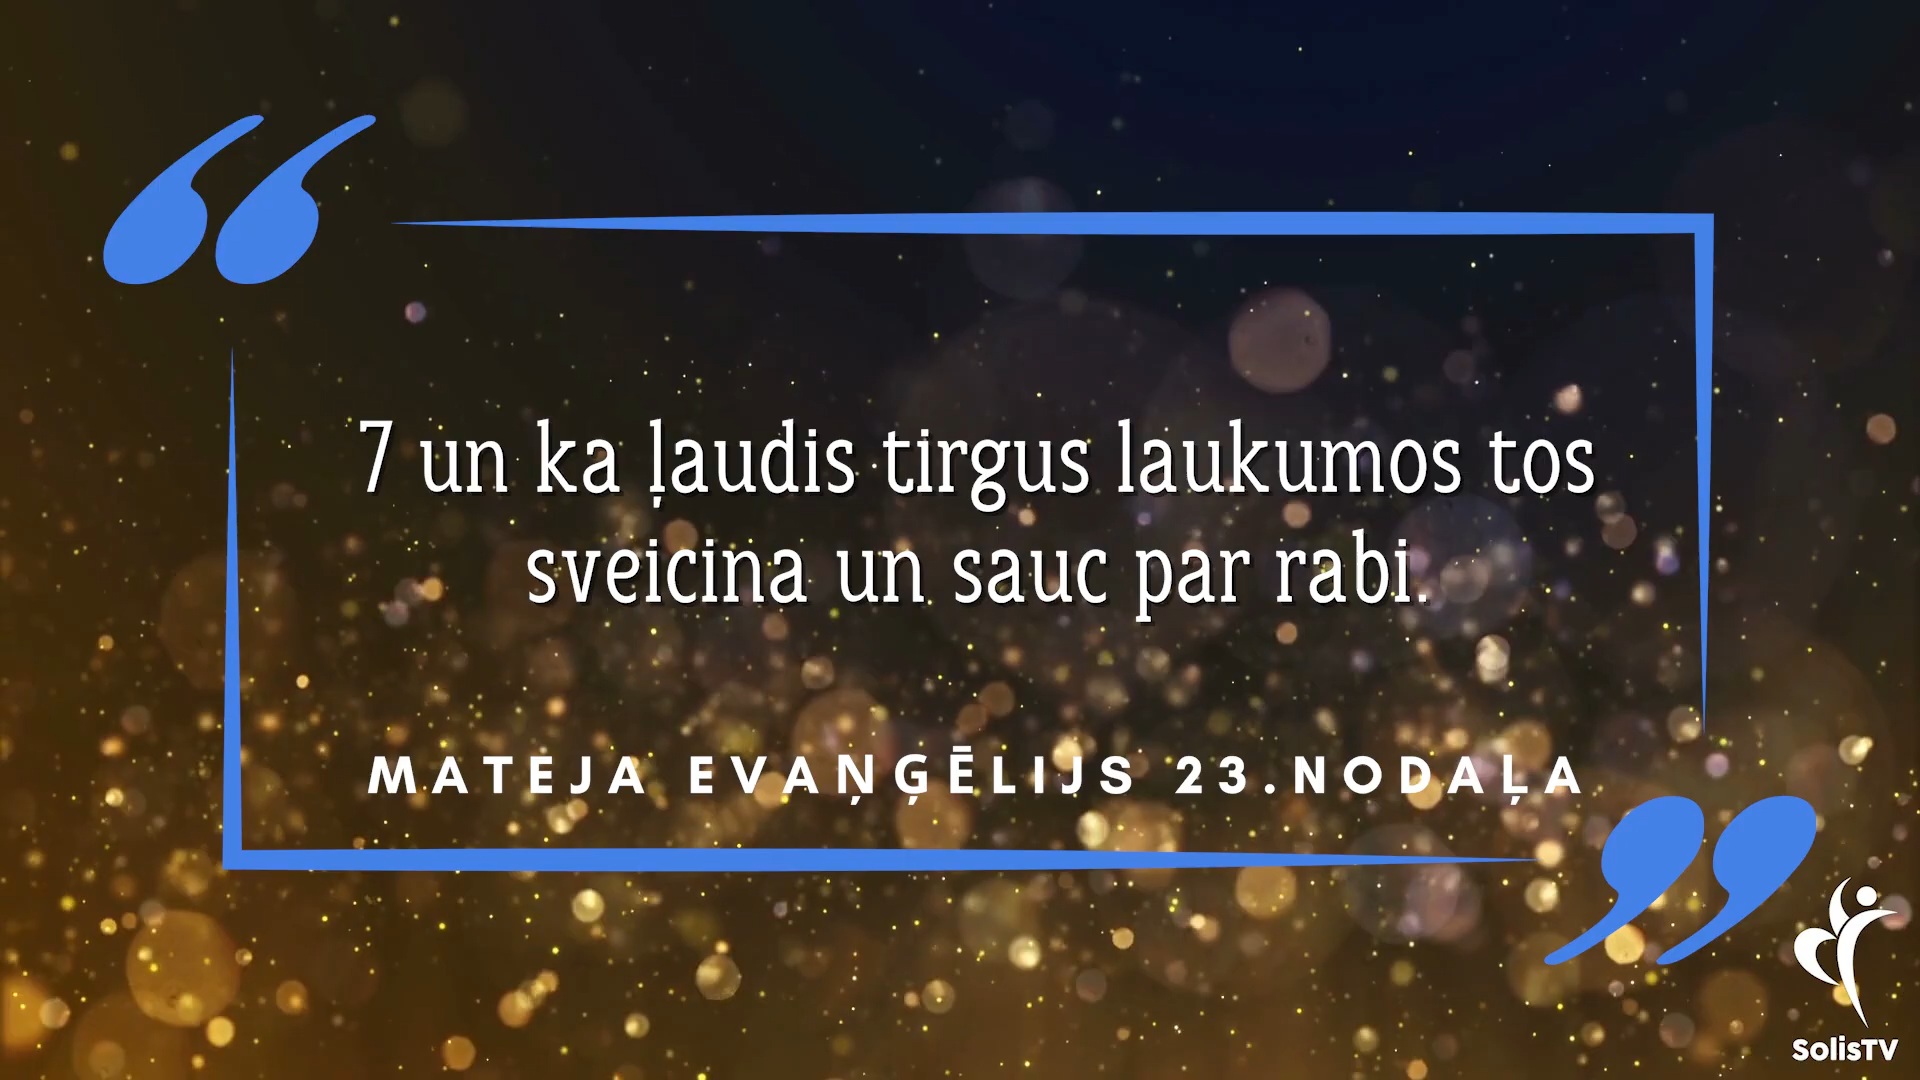 7 un ka ļaudis tirgus laukumos tos
sveicina un sauc par rabi.
MATEJA EVAŅĢĒLIJS 23.NODAĻA
SolisTV